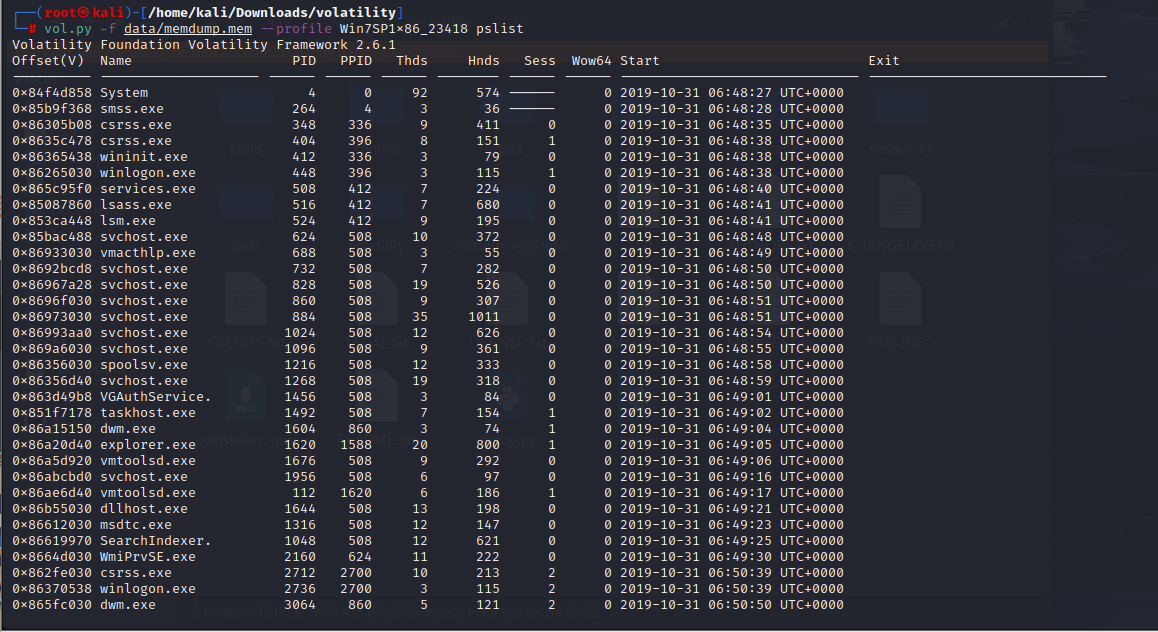 ┌──(root㉿kali)-[/home/kali/Downloads/volatility]
└─# vol.py -f data/memdump.mem --profile Win7SP1×86_23418 pslist
Volatility Foundation Volatility Framework 2.6.1
Offset(V) Name PID PPID Thds Hnds Sess Wow64 Start Exit
0×84f4d858 System 4 0 92 574 ------ 0 2019-10-31 06:48:27 UTC+0000
0×85b9f368 smss.exe 264 4 3 36 ------ 0 2019-10-31 06:48:28 UTC+0000
0×86305b08 csrss.exe 348 336 9 411 0 0 2019-10-31 06:48:35 UTC+0000
0×8635c478 csrss.exe 404 396 8 151 1 0 2019-10-31 06:48:38 UTC+0000
0×86365438 wininit.exe 412 336 3 79 0 0 2019-10-31 06:48:38 UTC+0000
0×86265030 winlogon.exe 448 396 3 115 1 0 2019-10-31 06:48:38 UTC+0000
0×865c95f0 services.exe 508 412 7 224 0 0 2019-10-31 06:48:40 UTC+0000
0×85087860 lsass.exe 516 412 7 680 0 0 2019-10-31 06:48:41 UTC+0000
0×853ca448 lsm.exe 524 412 9 195 0 0 2019-10-31 06:48:41 UTC+0000
0×85bac488 svchost.exe 624 508 10 372 0 0 2019-10-31 06:48:48 UTC+0000
0×86933030 vmacthlp.exe 688 508 3 55 0 0 2019-10-31 06:48:49 UTC+0000
0×8692bcd8 svchost.exe 732 508 7 282 0 0 2019-10-31 06:48:50 UTC+0000
0×86967a28 svchost.exe 828 508 19 526 0 0 2019-10-31 06:48:50 UTC+0000
0×8696f030 svchost.exe 860 508 9 307 0 0 2019-10-31 06:48:51 UTC+0000
0×86973030 svchost.exe 884 508 35 1011 0 0 2019-10-31 06:48:51 UTC+0000
0×86993aa0 svchost.exe 1024 508 12 626 0 0 2019-10-31 06:48:54 UTC+0000
0×869a6030 svchost.exe 1096 508 9 361 0 0 2019-10-31 06:48:55 UTC+0000
0×86356030 spoolsv.exe 1216 508 12 333 0 0 2019-10-31 06:48:58 UTC+0000
0×86356d40 svchost.exe 1268 508 19 318 0 0 2019-10-31 06:48:59 UTC+0000
0×863d49b8 VGAuthService. 1456 508 3 84 0 0 2019-10-31 06:49:01 UTC+0000
0×851f7178 taskhost.exe 1492 508 7 154 1 0 2019-10-31 06:49:02 UTC+0000
0×86a15150 dwm.exe 1604 860 3 74 1 0 2019-10-31 06:49:04 UTC+0000
0×86a20d40 explorer.exe 1620 1588 20 800 1 0 2019-10-31 06:49:05 UTC+0000
0×86a5d920 vmtoolsd.exe 1676 508 9 292 0 0 2019-10-31 06:49:06 UTC+0000
0×86abcbd0 svchost.exe 1956 508 6 97 0 0 2019-10-31 06:49:16 UTC+0000
0×86ae6d40 vmtoolsd.exe 112 1620 6 186 1 0 2019-10-31 06:49:17 UTC+0000
0×86b55030 dllhost.exe 1644 508 13 198 0 0 2019-10-31 06:49:21 UTC+0000
0×86612030 msdtc.exe 1316 508 12 147 0 0 2019-10-31 06:49:23 UTC+0000
0×86619970 SearchIndexer. 1048 508 12 621 0 0 2019-10-31 06:49:25 UTC+0000
0×8664d030 WmiPrvSE.exe 2160 624 11 222 0 0 2019-10-31 06:49:30 UTC+0000
0×862fe030 csrss.exe 2712 2700 10 213 2 0 2019-10-31 06:50:39 UTC+0000
0×86370538 winlogon.exe 2736 2700 3 115 2 0 2019-10-31 06:50:39 UTC+0000
0×865fc030 dwm.exe 3064 860 5 121 2 0 2019-10-31 06:50:50 UTC+0000
build
resources
tools
CHANGELOG.txt
CREDITS.txt
PKG-INFO